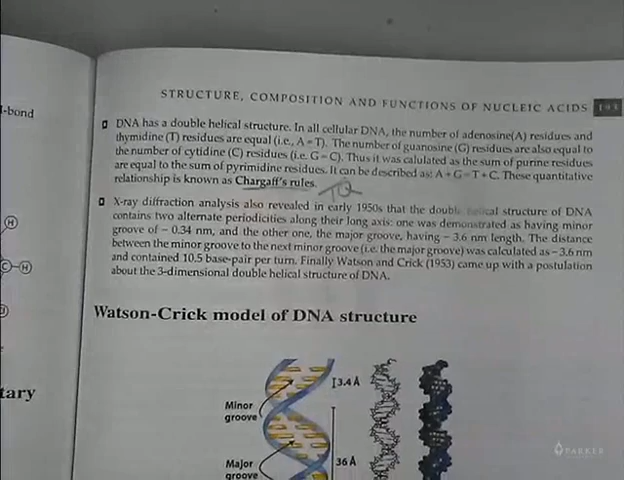 I-bond
STRUCTURE, COMPOSITION AND FUNCTIONS OF NUCLEIC ACIDS 193
DNA has a double helical structure. In all cellular DNA, the number of adenosine(A) residues and
thymidine (T) residues are equal (i.e., A = T). The number of guanosine (G) residues are also equal to
the number of cytidine (C) residues (i.e. G = C). Thus it was calulated as the sum of purine residues
are equal to the sum of pyrimidine residues. It can be described as: A + G = T + C. These quantitative
relationship is known as Chargaff's rules.
X-ray diffraction analysis also revealed in early 1950s that the double helical structure of DNA
contains two alternate periodicities along their long axis: one was demonstrated as having minor
groove of ~ 0.34 nm, and the other one, the major groove, having ~ 3.6 nm length. The distance
between the minor groove to the next minor groove (i.e. the major groove) was calculated as ~ 3.6 nm
and contained 10.5 base-pair per turn. Finally Watson and Crick (1953) came up with a postulation
about the 3-dimensional double helical structure of DNA.
H
C H
Watson-Crick model of DNA structure
tary
3.4 Å
Minor
groove
Major
groove
36 Å
PARKER